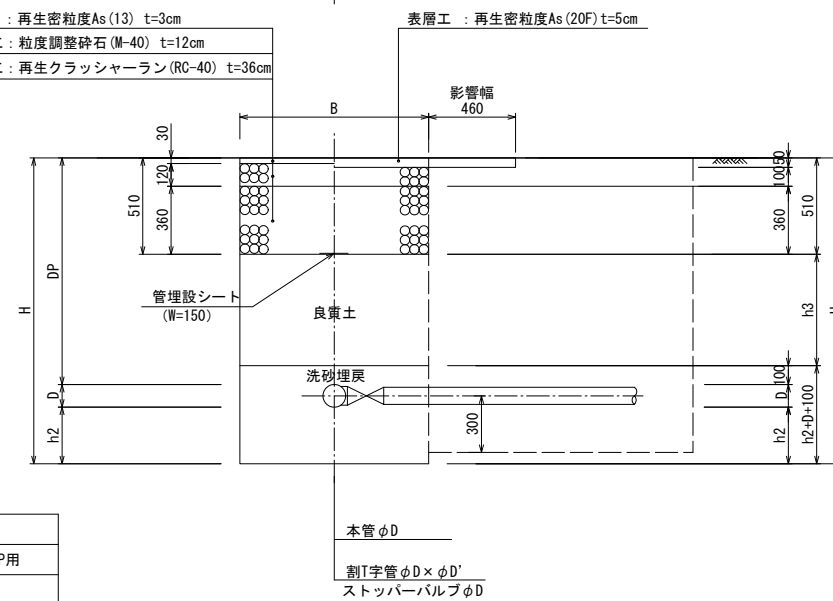 ：再生密粒度As(13) t=3cm
：粒度調整砕石(M-40) t=12cm
：再生クラッシャーラン(RC-40) t=36cm
表層工 ：再生密粒度As(20F)t=5cm
影響幅
460
B
30
120
360
510
DP
H
D
h2
管埋設シート
(W=150)
良質土
洗砂埋戻
300
50
100
360
510
h3
100
D
h2
h2+D+100
H
本管φD
割T字管φD×φD'
ストッパーバルブφD
P用